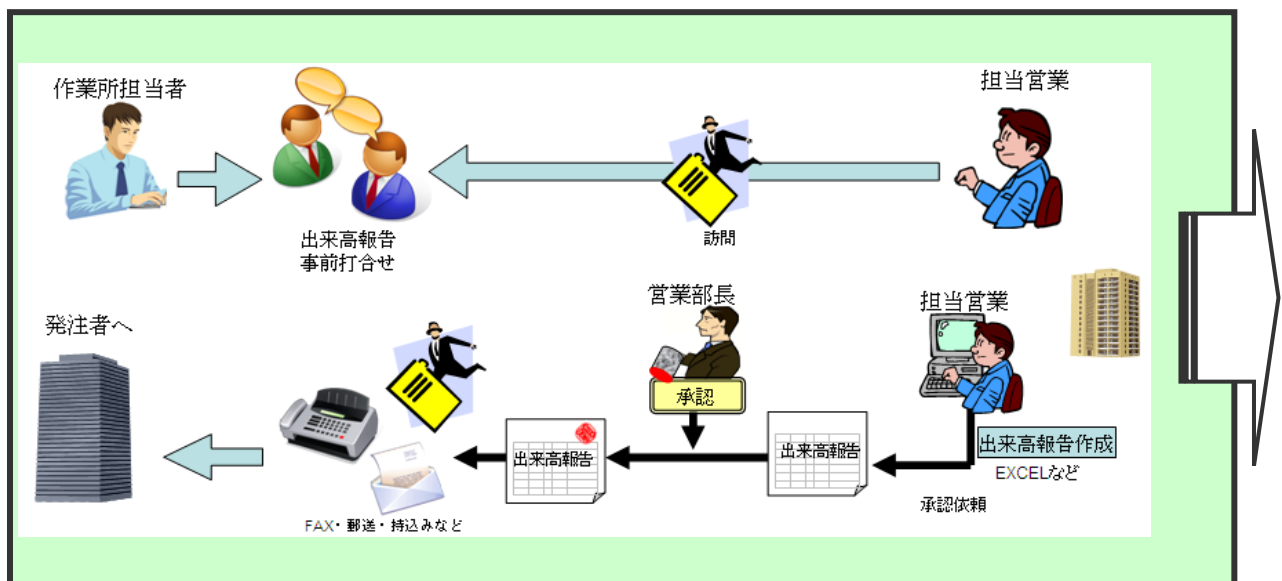 作業所担当者
担当営業
出来高報告
事前打合せ
訪問
発注者へ
営業部長
担当営業
承認
出来高報告
出来高報告
出来高報告作成
EXCELなど
承認依頼
FAX・郵送・持込みなど